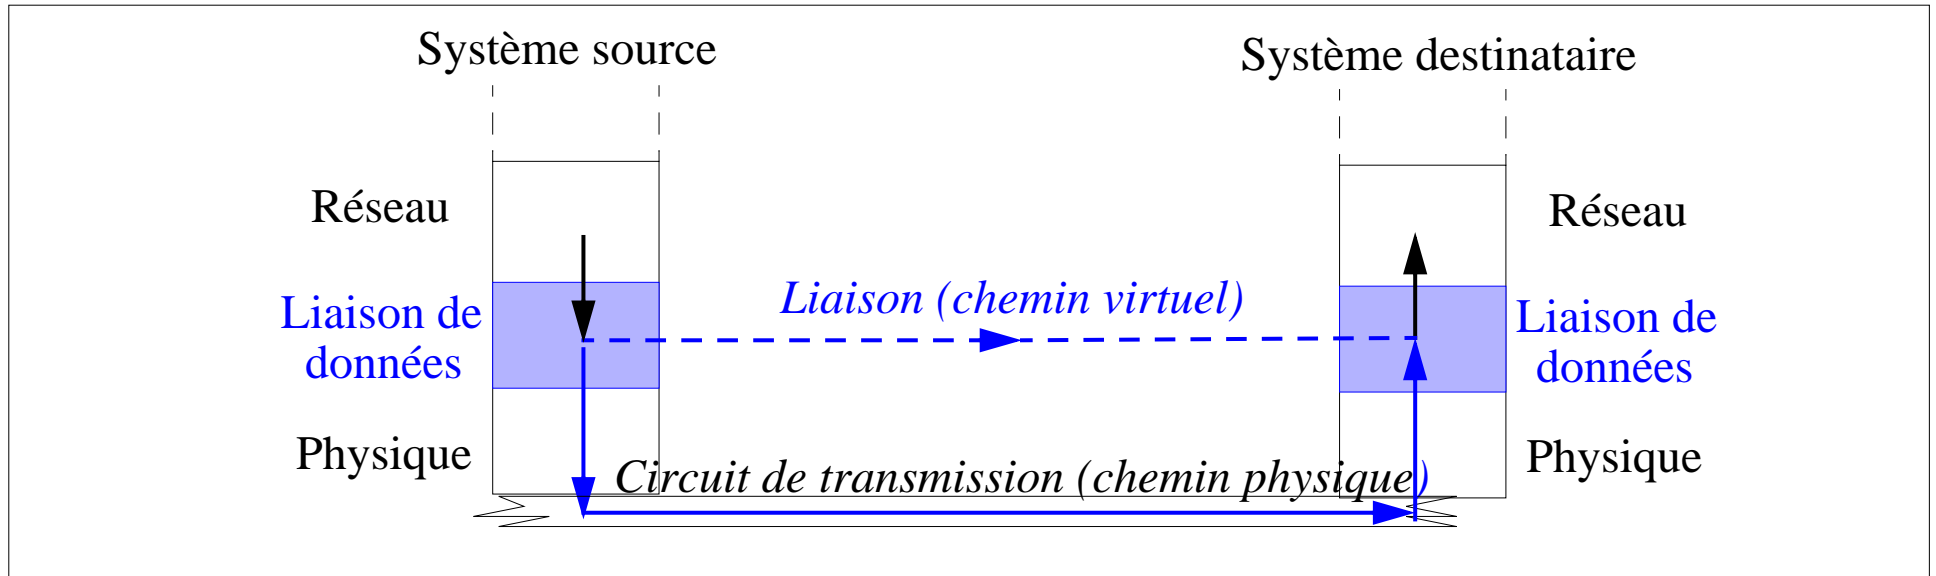 Système source
Système destinataire
Réseau
Réseau
Liaison de
données
Liaison (chemin virtuel)
Liaison de
données
Physique
Circuit de transmission (chemin physique)
Physique